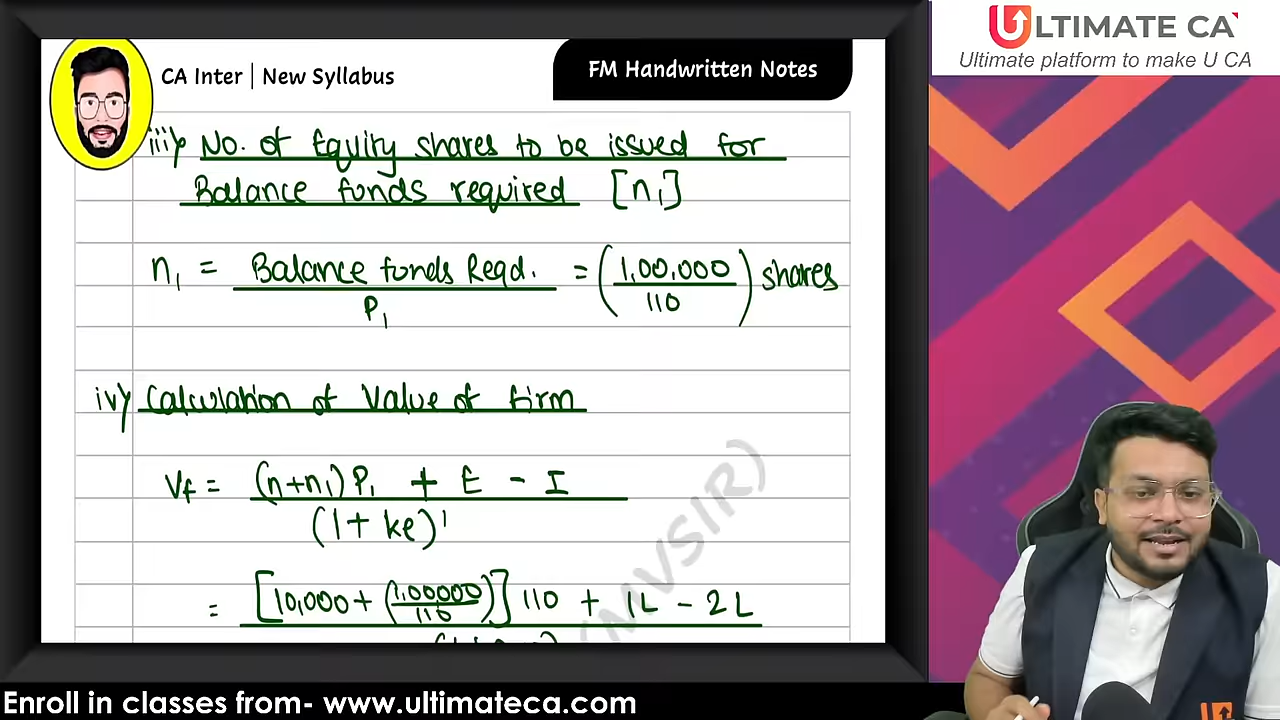 ULTIMATE CA
Ultimate platform to make U CA
CA Inter | New Syllabus
FM Handwritten Notes
iii) No. of Equity shares to be issued for
Balance funds required [n₁]
n₁ = Balance funds Reqd. / P₁ = (1,00,000 / 110) shares
iv) Calculation of Value of firm
Vf = (n+n₁)P₁ + E - I / (1 + ke)¹
= [10,000 + (1,00,000 / 110)] 110 + 1L - 2L
(MVSIR)
Enroll in classes from- www.ultimateca.com